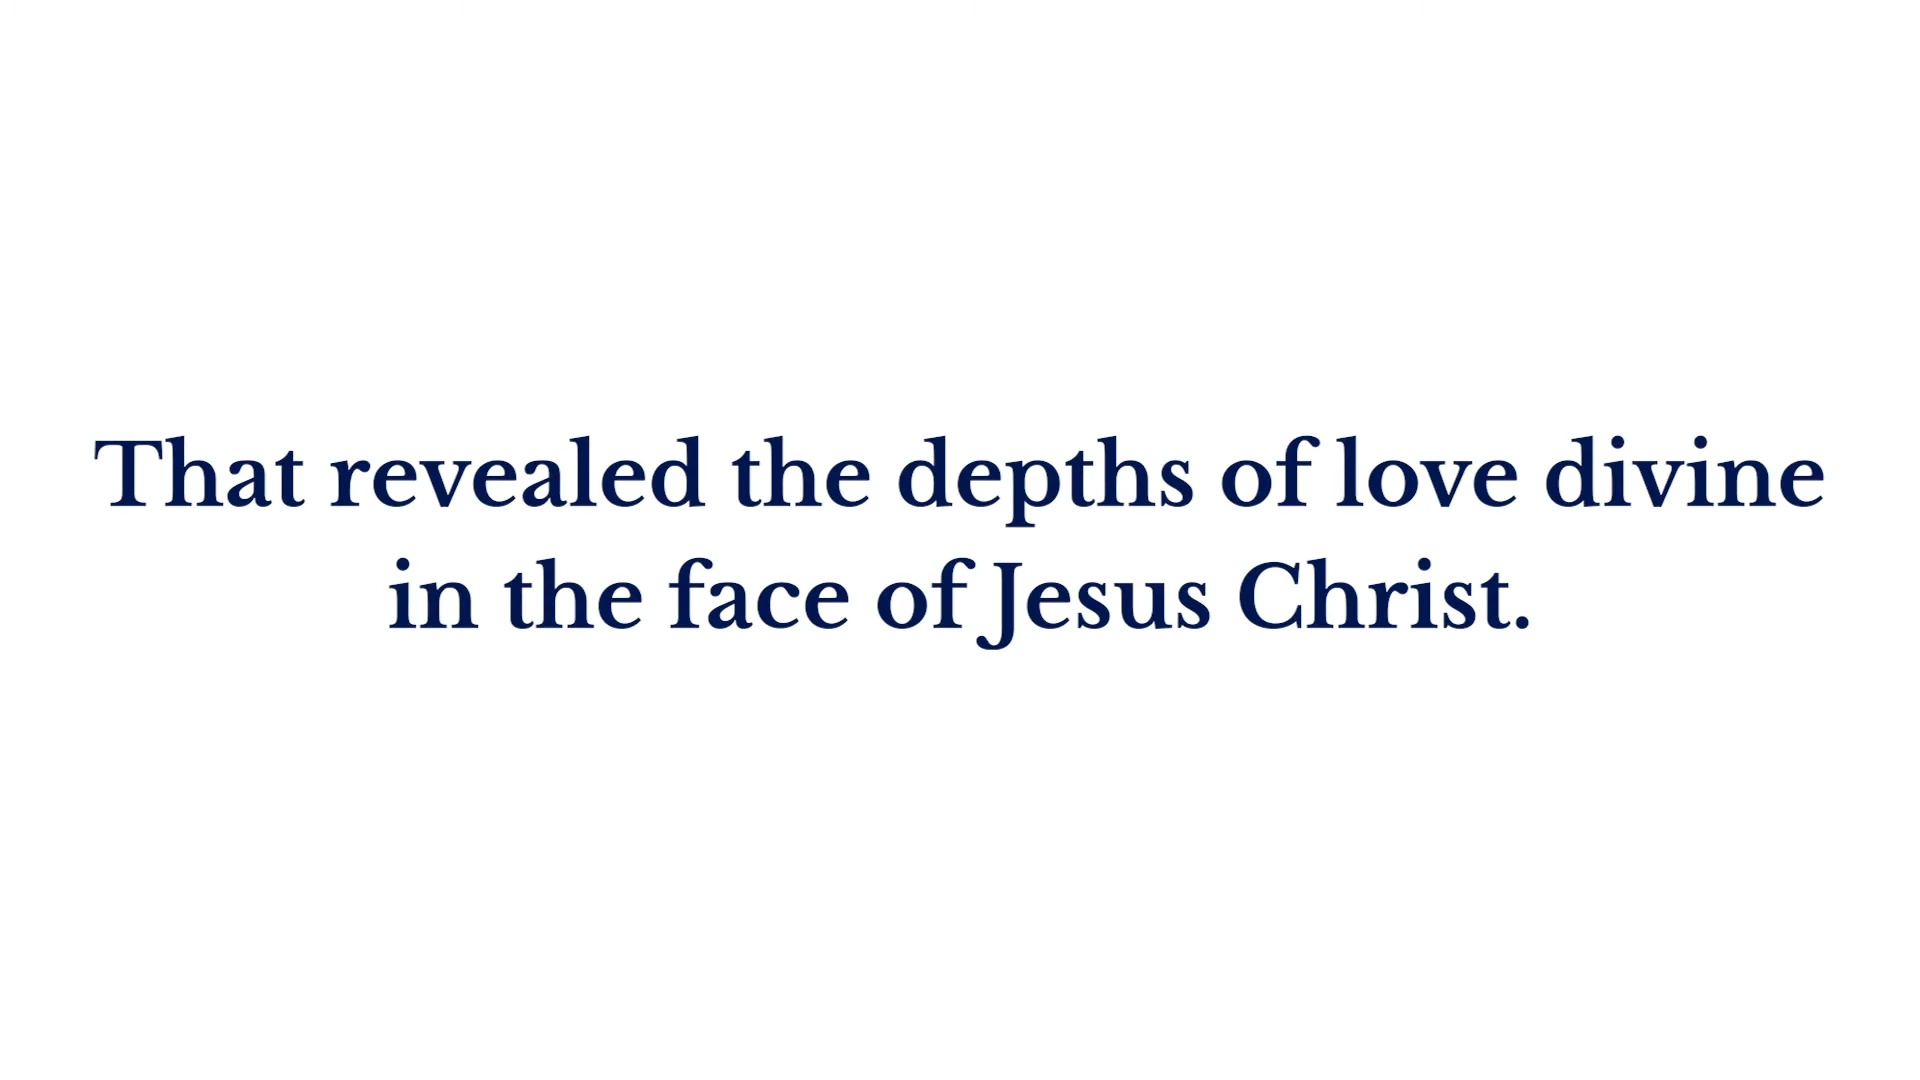 That revealed the depths of love divine
in the face of Jesus Christ.